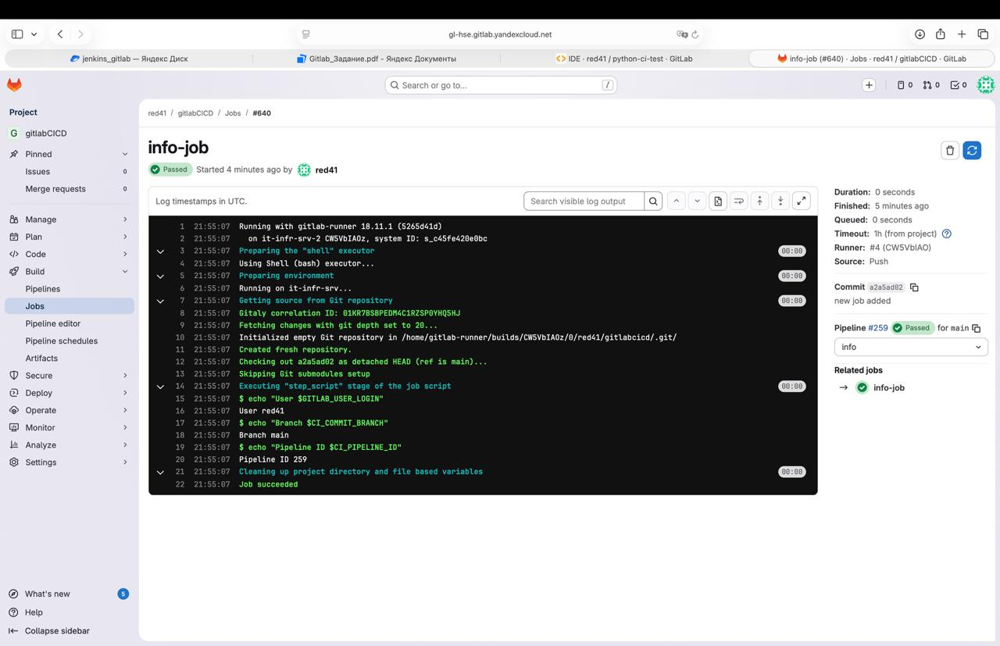 gl-hse.gitlab.yandexcloud.net
jenkins_gitlab — Яндекс Диск
Gitlab_Задание.pdf - Яндекс Документы
IDE · red41 / python-ci-test · GitLab
info-job (#640) · Jobs · red41 / gitlabCICD · GitLab
Search or go to...
/
0
0
0
Project
G gitlabCICD
Pinned
Issues 0
Merge requests 0
Manage
Plan
Code
Build
Pipelines
Jobs
Pipeline editor
Pipeline schedules
Artifacts
Secure
Deploy
Operate
Monitor
Analyze
Settings
What's new 5
Help
Collapse sidebar
red41 / gitlabCICD / Jobs / #640
info-job
Passed Started 4 minutes ago by red41
Log timestamps in UTC.
Search visible log output
1 21:55:07 Running with gitlab-runner 18.11.1 (5265d41d)
2 21:55:07 on it-infr-srv-2 CW5VbIAOz, system ID: s_c45fe420e0bc
3 21:55:07 Preparing the "shell" executor 00:00
4 21:55:07 Using Shell (bash) executor...
5 21:55:07 Preparing environment 00:00
6 21:55:07 Running on it-infr-srv...
7 21:55:07 Getting source from Git repository 00:00
8 21:55:07 Gitaly correlation ID: 01KR7BSBPEDM4C1RZSP0YHQ5HJ
9 21:55:07 Fetching changes with git depth set to 20...
10 21:55:07 Initialized empty Git repository in /home/gitlab-runner/builds/CW5VbIAOz/0/red41/gitlabcicd/.git/
11 21:55:07 Created fresh repository.
12 21:55:07 Checking out a2a5ad02 as detached HEAD (ref is main)...
13 21:55:07 Skipping Git submodules setup
14 21:55:07 Executing "step_script" stage of the job script 00:00
15 21:55:07 $ echo "User $GITLAB_USER_LOGIN"
16 21:55:07 User red41
17 21:55:07 $ echo "Branch $CI_COMMIT_BRANCH"
18 21:55:07 Branch main
19 21:55:07 $ echo "Pipeline ID $CI_PIPELINE_ID"
20 21:55:07 Pipeline ID 259
21 21:55:07 Cleaning up project directory and file based variables 00:00
22 21:55:07 Job succeeded
Duration: 0 seconds
Finished: 5 minutes ago
Queued: 0 seconds
Timeout: 1h (from project)
Runner: #4 (CW5VbIAO)
Source: Push
Commit a2a5ad02
new job added
Pipeline #259 Passed for main
info
Related jobs
info-job